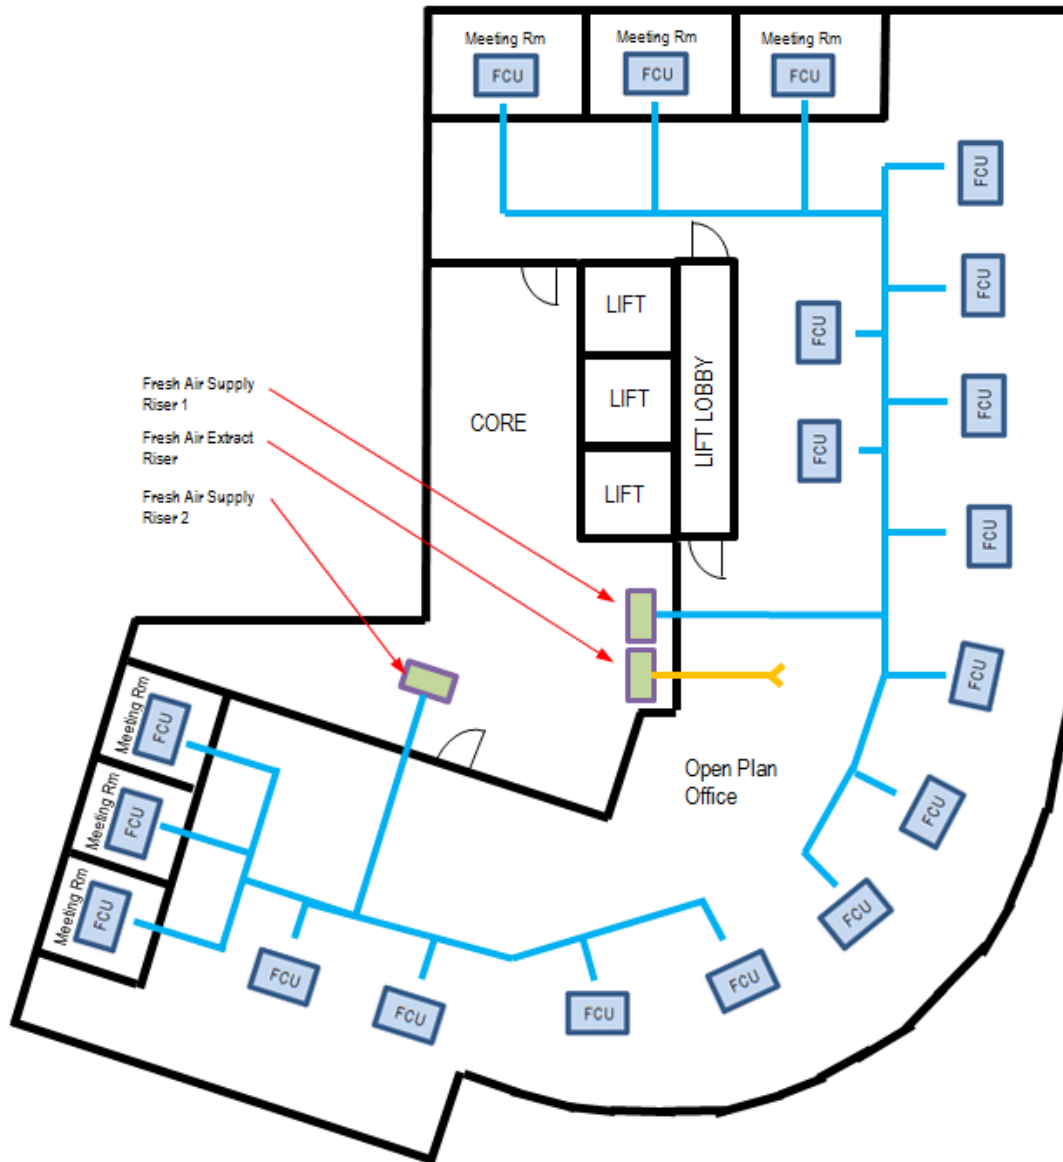 Meeting Rm
Meeting Rm
Meeting Rm
FCU
FCU
FCU
FCU
FCU
LIFT
FCU
FCU
Fresh Air Supply
Riser 1
LIFT
LIFT LOBBY
CORE
Fresh Air Extract
Riser
FCU
Fresh Air Supply
Riser 2
LIFT
FCU
FCU
Meeting Rm
FCU
Open Plan
Office
Meeting Rm
FCU
FCU
Meeting Rm
FCU
FCU
FCU
FCU
FCU
FCU